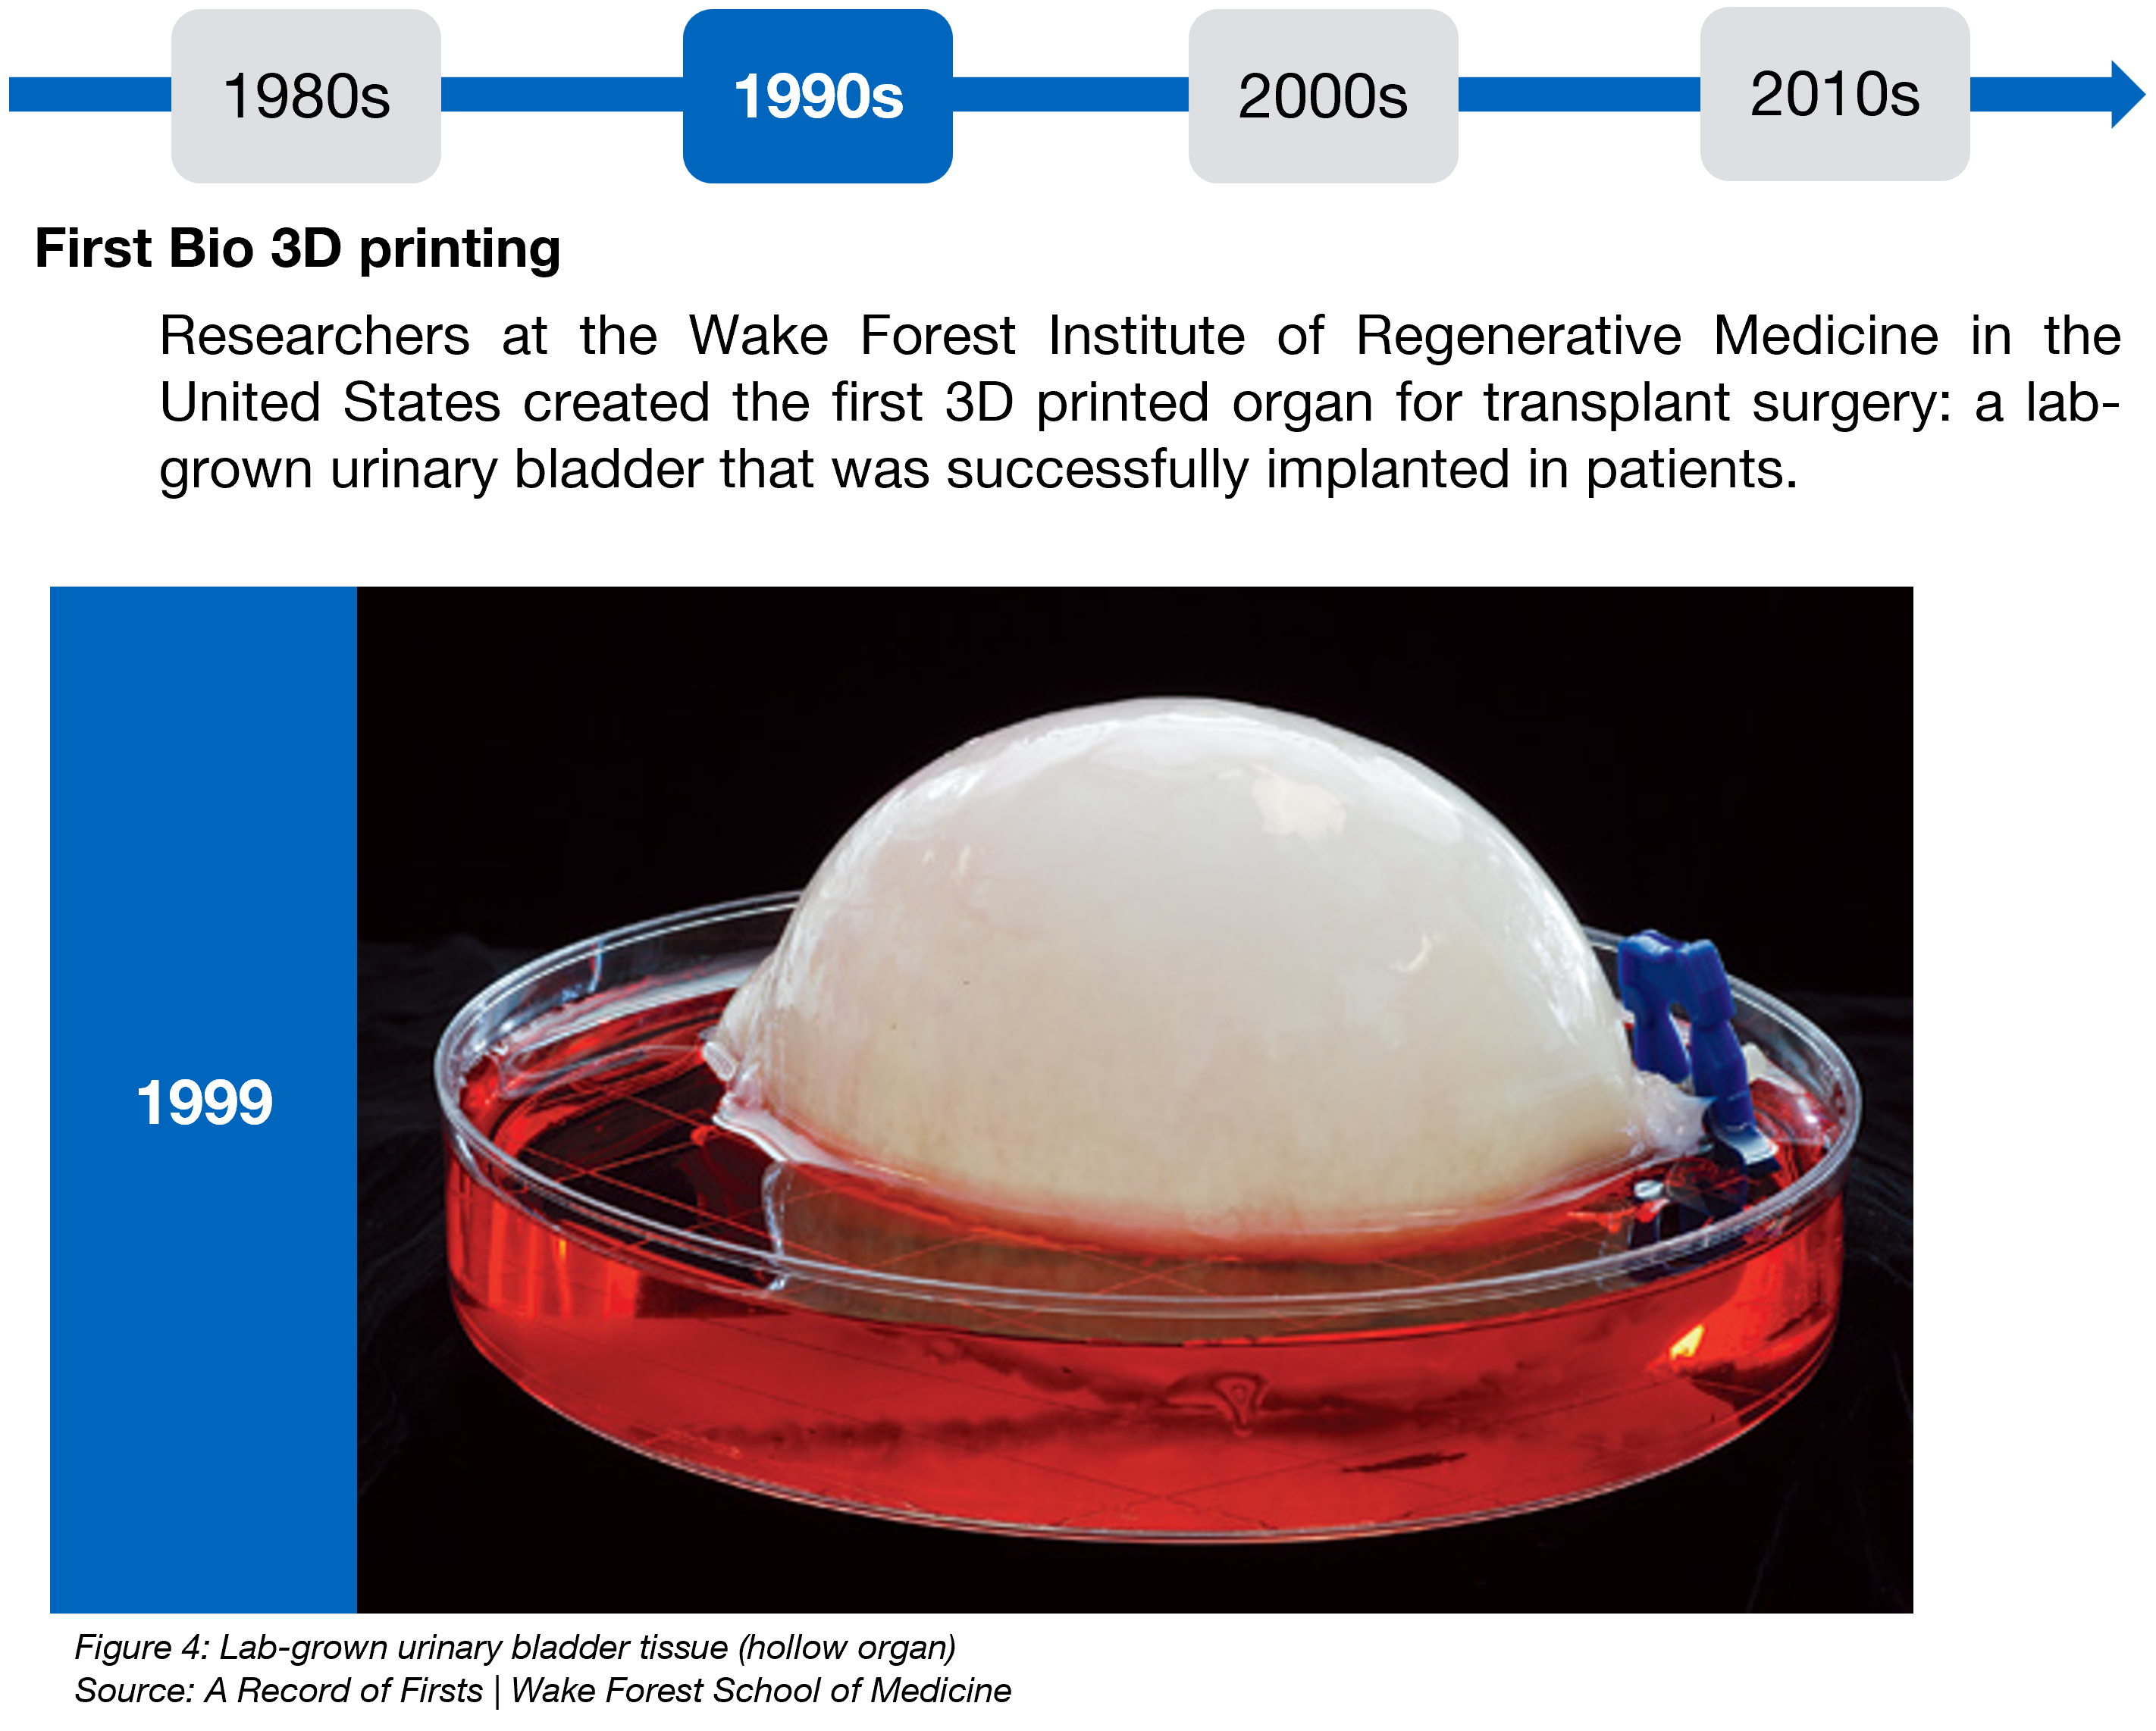 1980s
1990s
2000s
2010s
First Bio 3D printing
Researchers at the Wake Forest Institute of Regenerative Medicine in the
United States created the first 3D printed organ for transplant surgery: a lab-
grown urinary bladder that was successfully implanted in patients.
1999
Figure 4: Lab-grown urinary bladder tissue (hollow organ)
Source: A Record of Firsts | Wake Forest School of Medicine